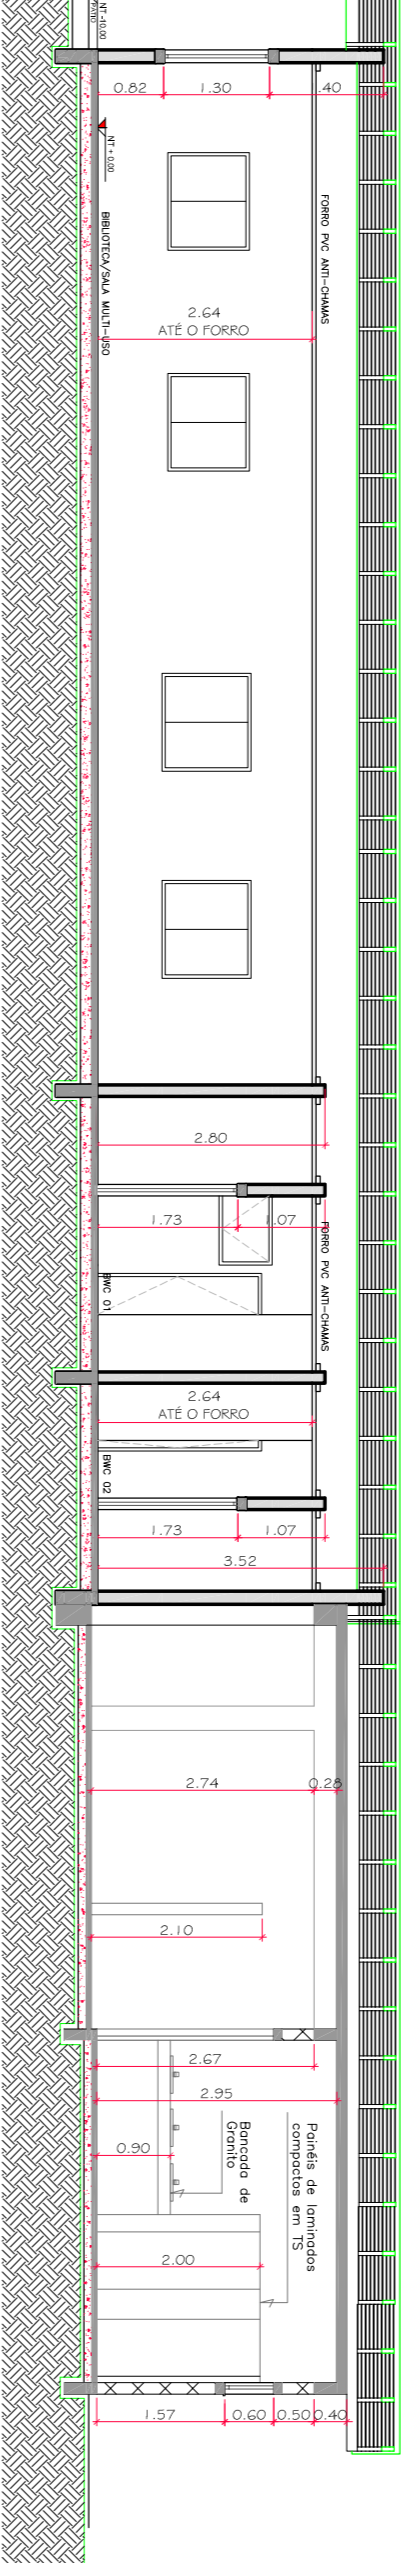 NT -10.00
PATIO
0.82
1.30
.40
NT + 0.00
BIBLIOTECA/SALA MULTI-USO
FORRO PVC ANTI-CHAMAS
2.64
ATÉ O FORRO
2.80
1.73
1.07
FORRO PVC ANTI-CHAMAS
BWC 01
2.64
ATÉ O FORRO
BWC 02
1.73
1.07
3.52
2.74
0.28
2.10
2.67
2.95
0.90
Bancada de
Granito
Painéis de laminados
compactos em TS
2.00
1.57
0.60
0.50
0.40